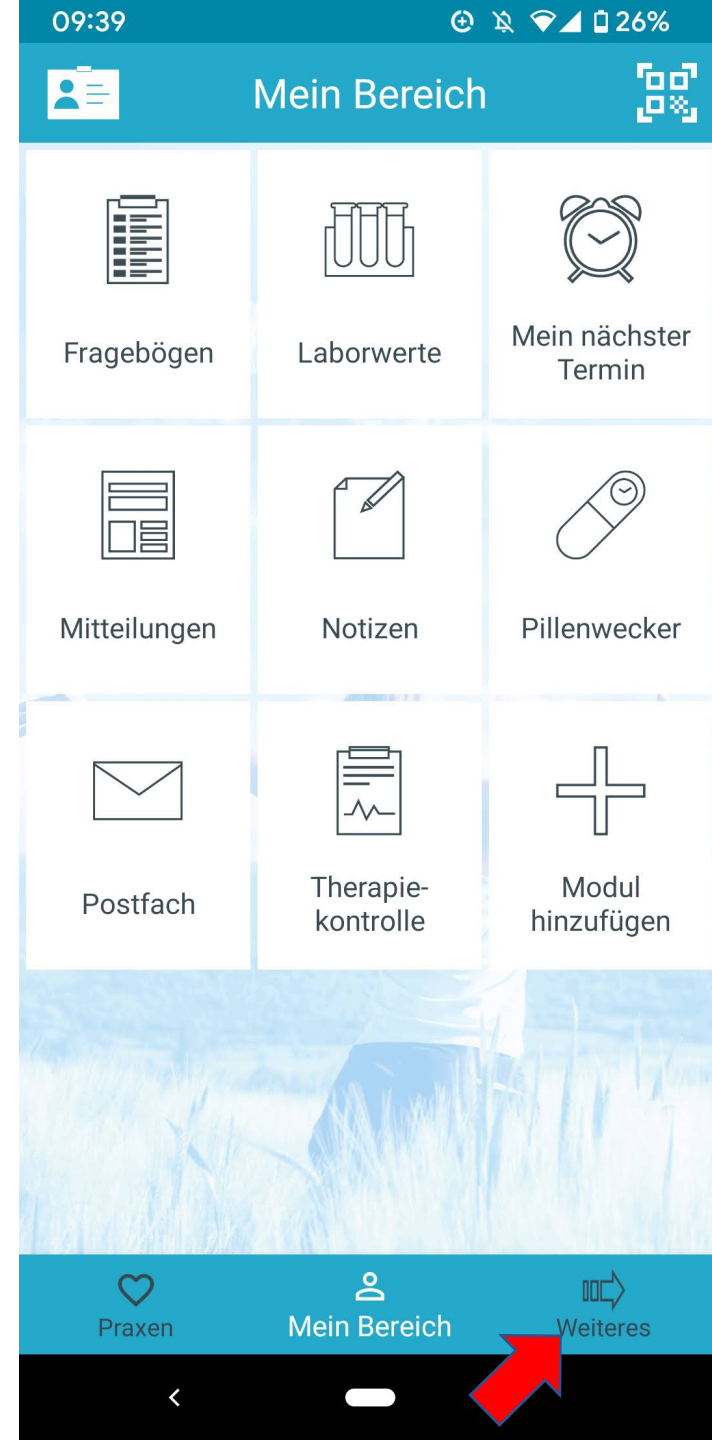 09:39
26%
Mein Bereich
Fragebögen
Laborwerte
Mein nächster
Termin
Mitteilungen
Notizen
Pillenwecker
Postfach
Therapie-
kontrolle
Modul
hinzufügen
Praxen
Mein Bereich
Weiteres